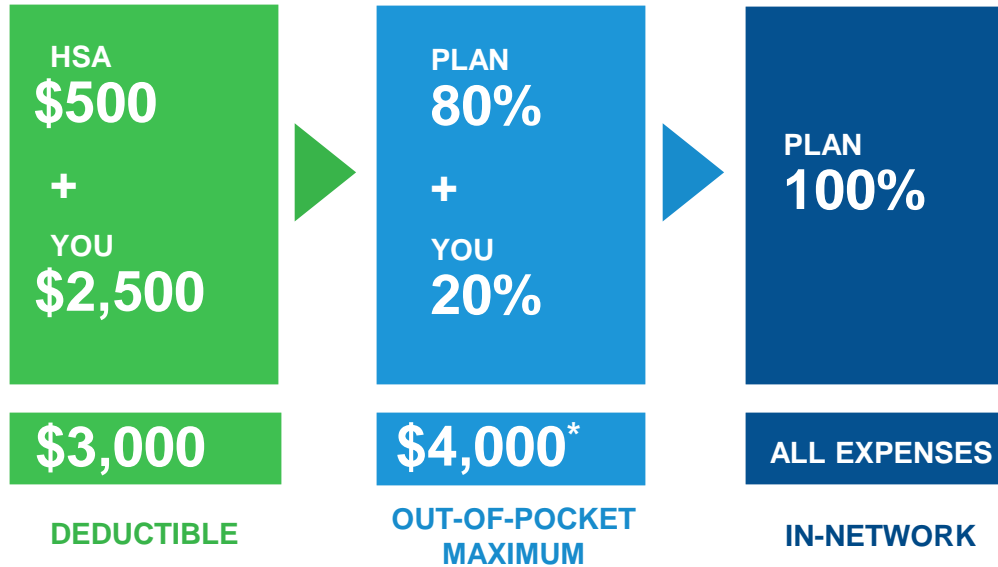 HSA
$500
+
YOU
$2,500
$3,000
DEDUCTIBLE
PLAN
80%
+
YOU
20%
$4,000*
OUT-OF-POCKET
MAXIMUM
PLAN
100%
ALL EXPENSES
IN-NETWORK